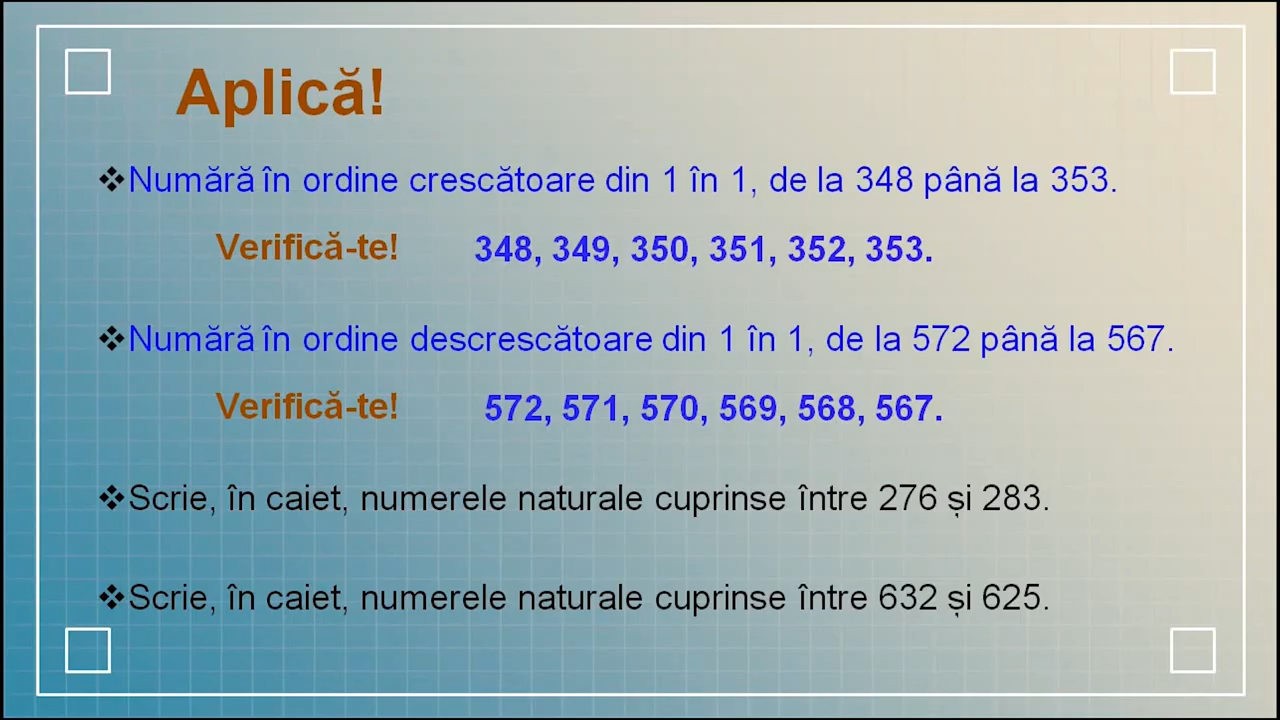 Aplică!
❖Numără în ordine crescătoare din 1 în 1, de la 348 până la 353.
Verifică-te! 348, 349, 350, 351, 352, 353.
❖Numără în ordine descrescătoare din 1 în 1, de la 572 până la 567.
Verifică-te! 572, 571, 570, 569, 568, 567.
❖Scrie, în caiet, numerele naturale cuprinse între 276 și 283.
❖Scrie, în caiet, numerele naturale cuprinse între 632 și 625.